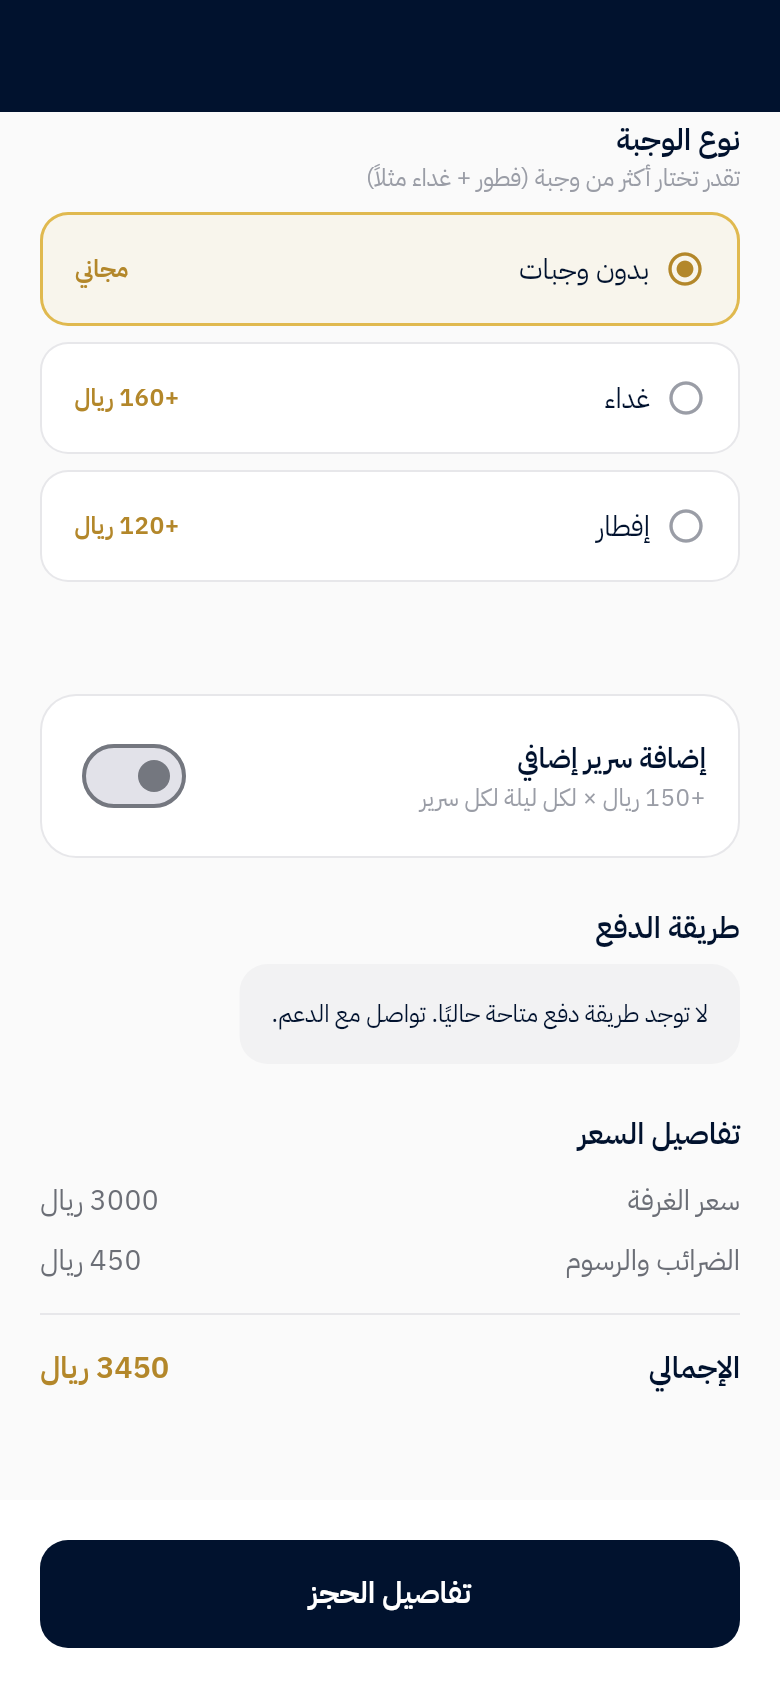 نوع الوجبة
تقدر تختار أكثر من وجبة (فطور + غداء مثلاً)
بدون وجبات
مجاني
غداء
+160 ريال
إفطار
+120 ريال
إضافة سرير إضافي
+150 ريال × لكل ليلة لكل سرير
طريقة الدفع
لا توجد طريقة دفع متاحة حاليًا. تواصل مع الدعم.
تفاصيل السعر
سعر الغرفة
3000 ريال
الضرائب والرسوم
450 ريال
الإجمالي
3450 ريال
تفاصيل الحجز